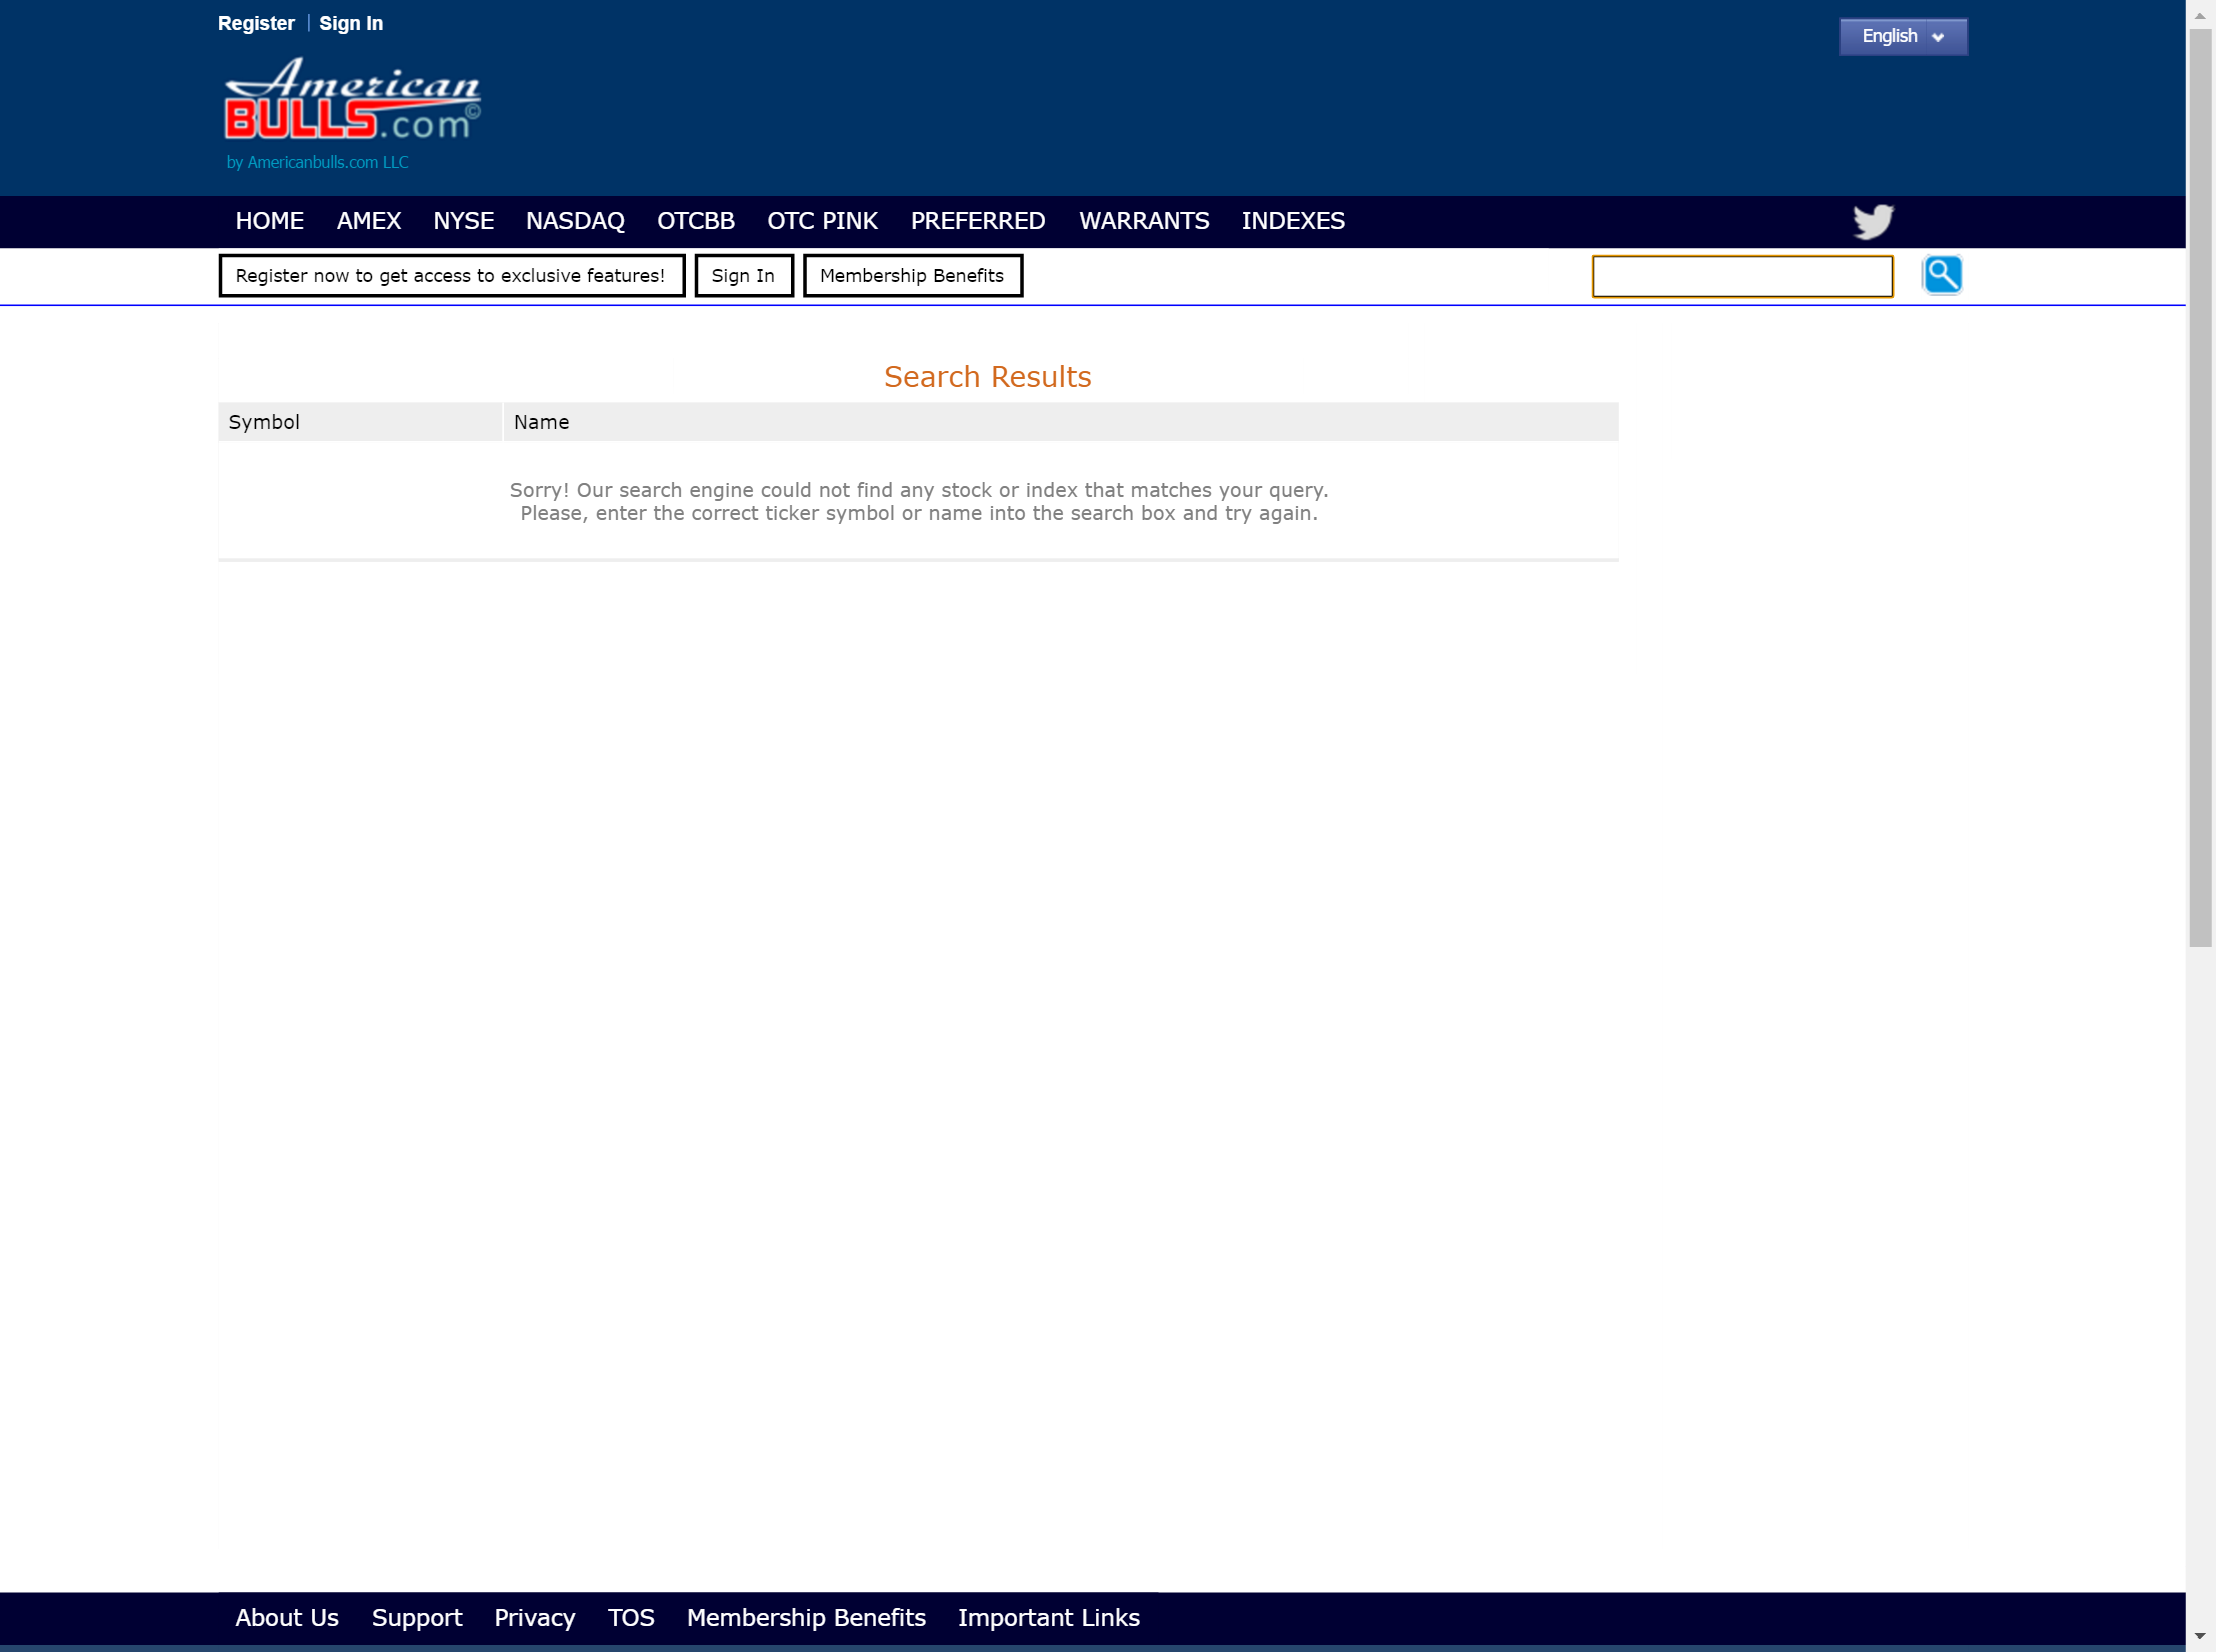 Register | Sign In
English
American
BULLS.com©
by Americanbulls.com LLC
HOME AMEX NYSE NASDAQ OTCBB OTC PINK PREFERRED WARRANTS INDEXES
Register now to get access to exclusive features! Sign In Membership Benefits
Search Results
Symbol Name
Sorry! Our search engine could not find any stock or index that matches your query.
Please, enter the correct ticker symbol or name into the search box and try again.
About Us Support Privacy TOS Membership Benefits Important Links